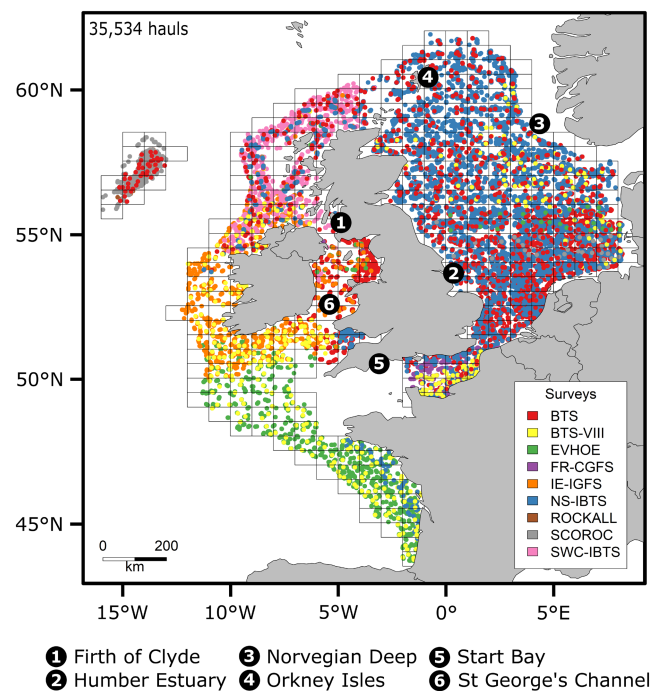 35,534 hauls
60°N
4
3
55°N
1
2
6
50°N
5
Surveys
BTS
BTS-VIII
EVHOE
FR-CGFS
IE-IGFS
NS-IBTS
ROCKALL
SCOROC
SWC-IBTS
45°N
0 200
km
15°W 10°W 5°W 0° 5°E
1 Firth of Clyde 3 Norvegian Deep 5 Start Bay
2 Humber Estuary 4 Orkney Isles 6 St George's Channel